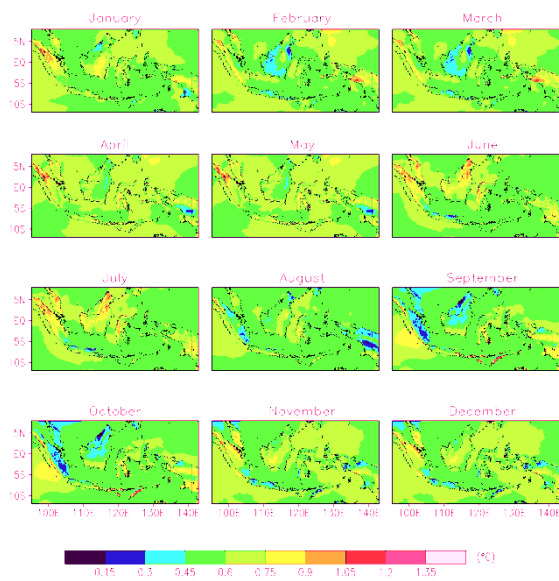 January February March
5N
EQ
5S
10S
April May June
5N
EQ
5S
10S
July August September
5N
EQ
5S
10S
October November December
5N
EQ
5S
10S
100E 110E 120E 130E 140E 100E 110E 120E 130E 140E 100E 110E 120E 130E 140E
(°C)
0.15 0.3 0.45 0.6 0.75 0.9 1.05 1.2 1.35